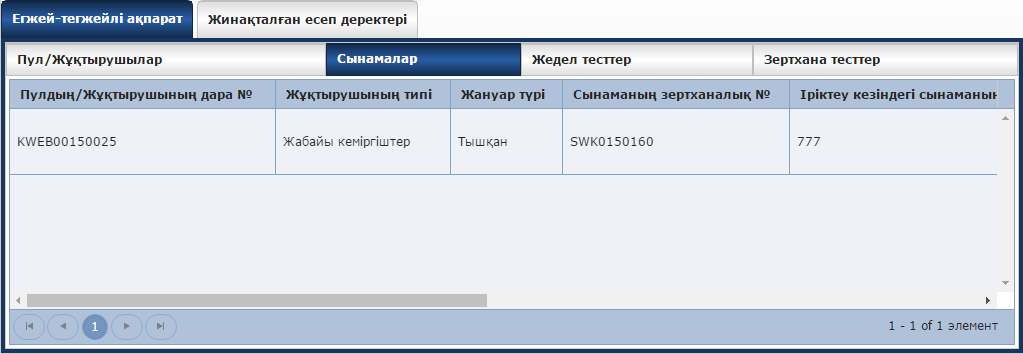 Егжей-тегжейлі ақпарат Жинақталған есеп деректері
Пул/Жұқтырушылар Сынамалар Жедел тесттер Зертхана тесттер
Пулдың/Жұқтырушының дара № Жұқтырушының типі Жануар түрі Сынаманың зертханалық № Іріктеу кезіндегі сынаманың
KWEB00150025 Жабайы кеміргіштер Тышқан SWK0150160 777
1 1 - 1 of 1 элемент